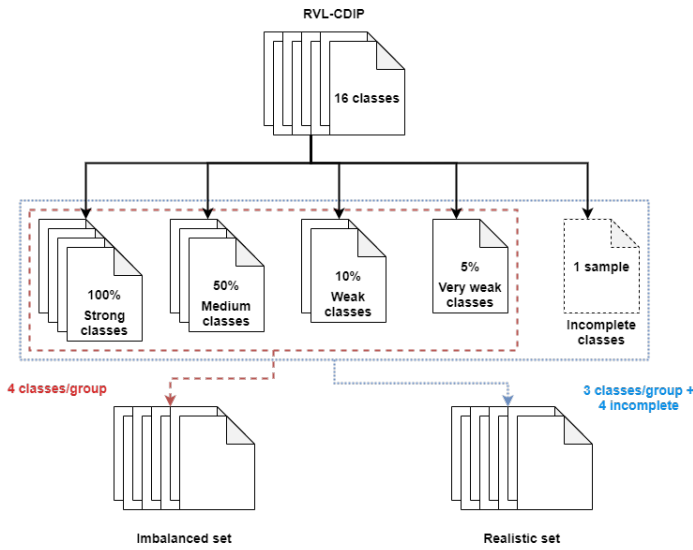 RVL-CDIP
16 classes
100%
Strong
classes
50%
Medium
classes
10%
Weak
classes
5%
Very weak
classes
1 sample
Incomplete
classes
4 classes/group
3 classes/group +
4 incomplete
Imbalanced set
Realistic set